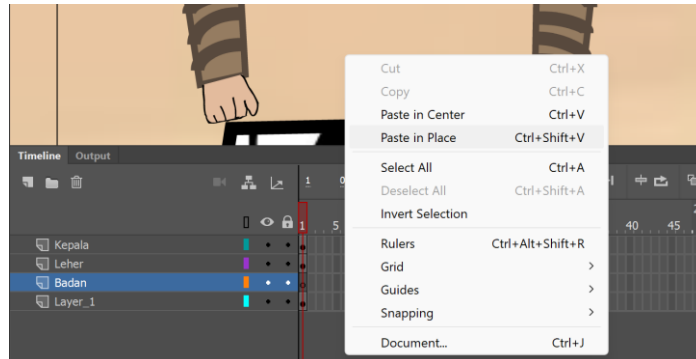 Cut Ctrl+X
Copy Ctrl+C
Paste in Center Ctrl+V
Paste in Place Ctrl+Shift+V
Select All Ctrl+A
Deselect All Ctrl+Shift+A
Invert Selection
Rulers Ctrl+Alt+Shift+R
Grid
Guides
Snapping
Document... Ctrl+J
Timeline Output
1
1 5 40 45
Kepala
Leher
Badan
Layer_1